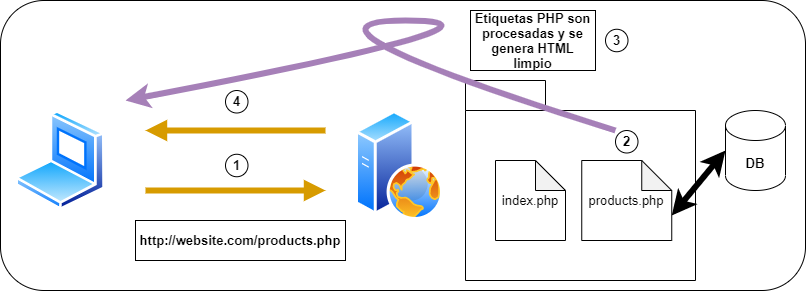 Etiquetas PHP son
procesadas y se
genera HTML
limpio
3
4
2
1
DB
index.php
products.php
http://website.com/products.php